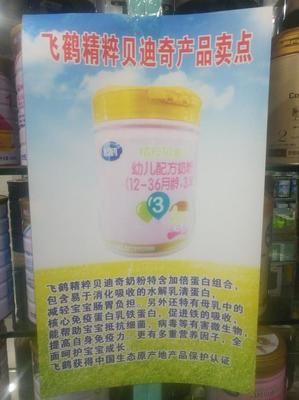 飞鹤精粹贝迪奇产品卖点
飞鹤
幼儿配方奶粉
(12-36月龄,3
3
飞鹤精粹贝迪奇奶粉特含加倍蛋白组合,
包含易于消化吸收的水解乳清蛋白,
减轻宝宝肠胃负担。另外还特有母乳中的
核心免疫蛋白乳铁蛋白,促进铁的吸收,
能帮助宝宝抵抗细菌、病毒等有害微生物,
提高自身免疫力,更多重营养因子,全
面呵护宝宝成长。
飞鹤获得中国生态原产地产品保护认证